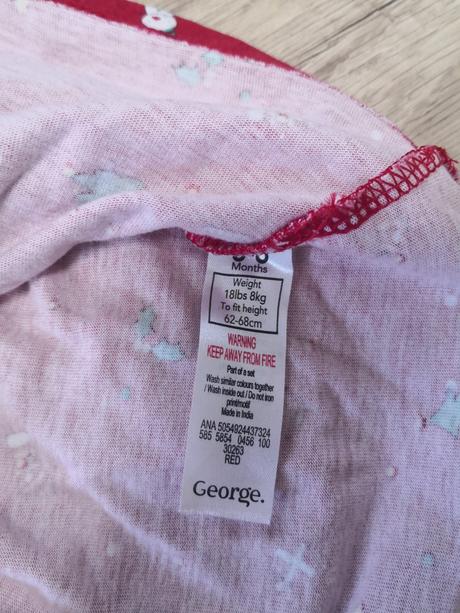 Months
Weight
18lbs 8kg
To fit height
62-68cm
WARNING
KEEP AWAY FROM FIRE
Part of a set
Wash similar colours together
/ Wash inside out / Do not iron
print/motif
Made in India
ANA 5054924437324
585 5854 0456 100
30263
RED
George.